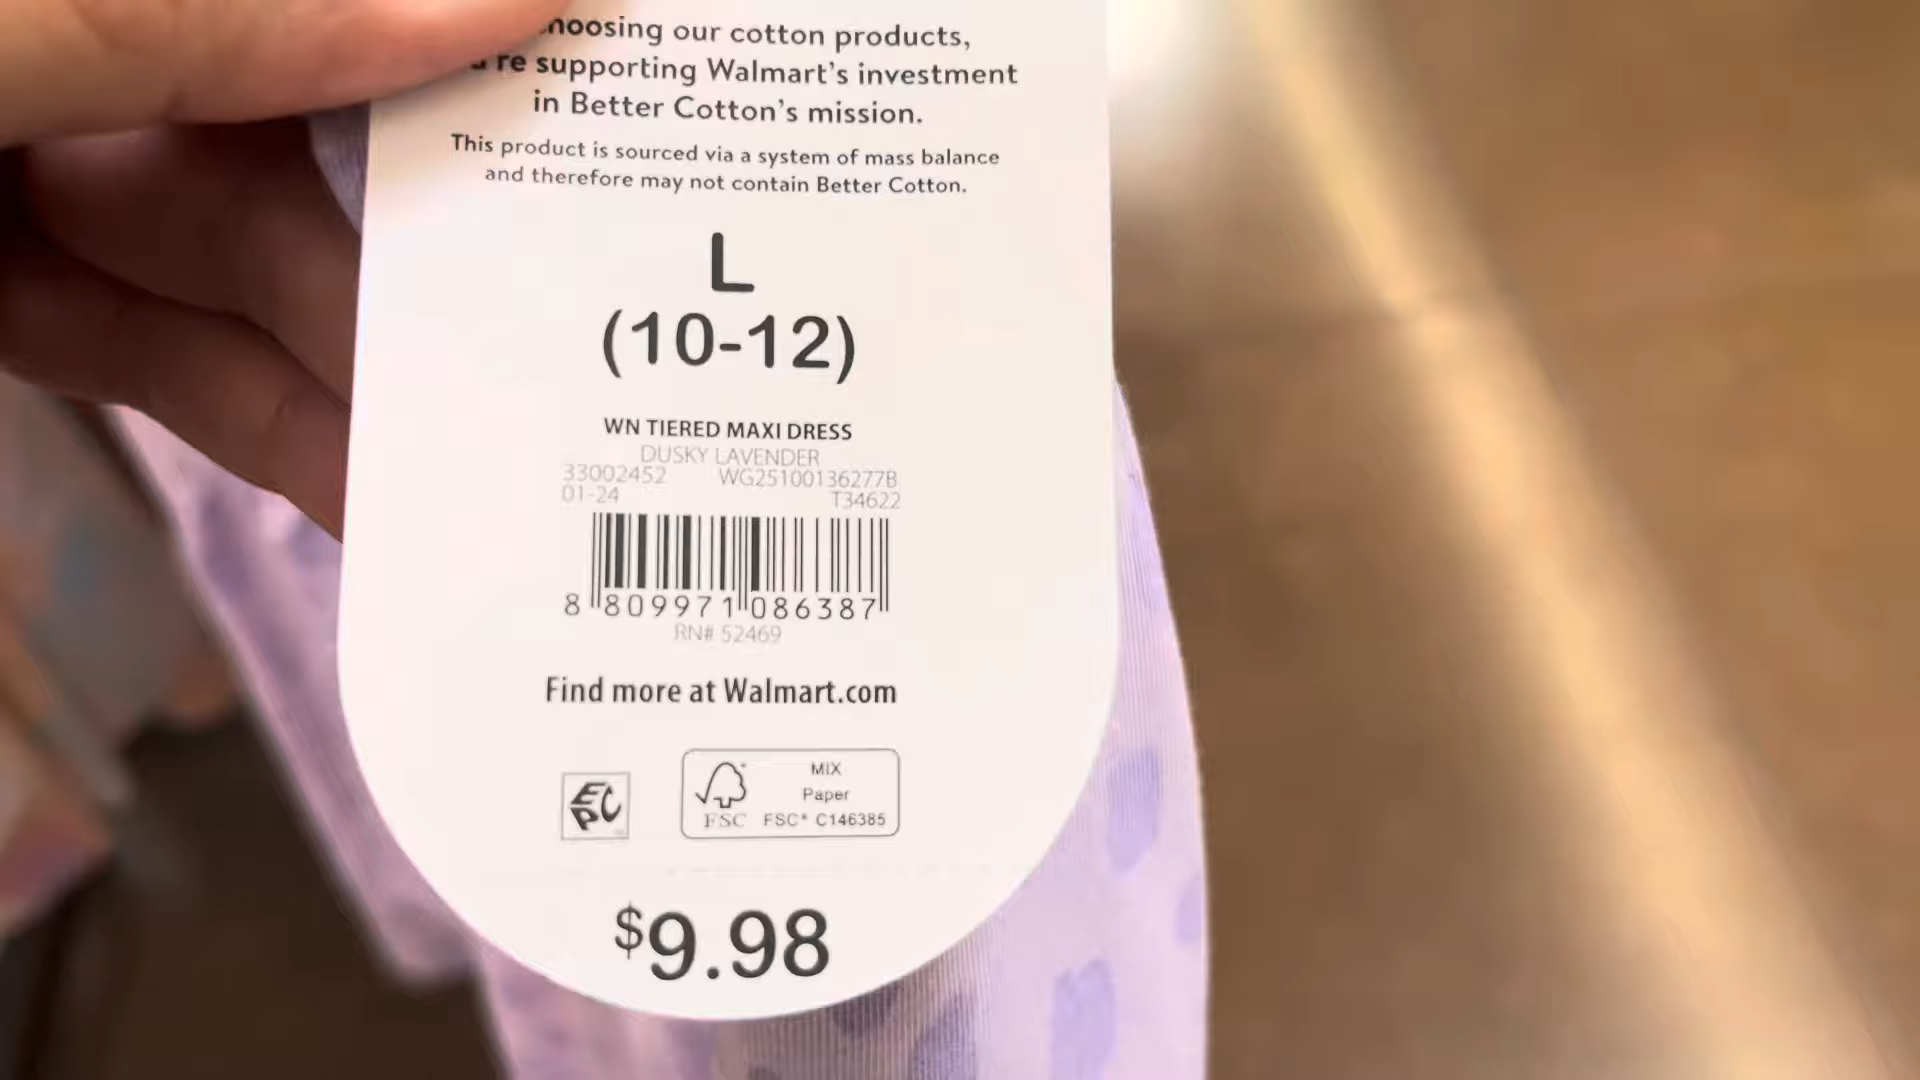 choosing our cotton products,
're supporting Walmart's investment
in Better Cotton's mission.
This product is sourced via a system of mass balance
and therefore may not contain Better Cotton.
L
(10-12)
WN TIERED MAXI DRESS
DUSKY LAVENDER
33002452 WG25100136277B
01-24 T34622
8 809971 086387
RN# 52469
Find more at Walmart.com
EPC
MIX
Paper
FSC FSC® C146385
$9.98